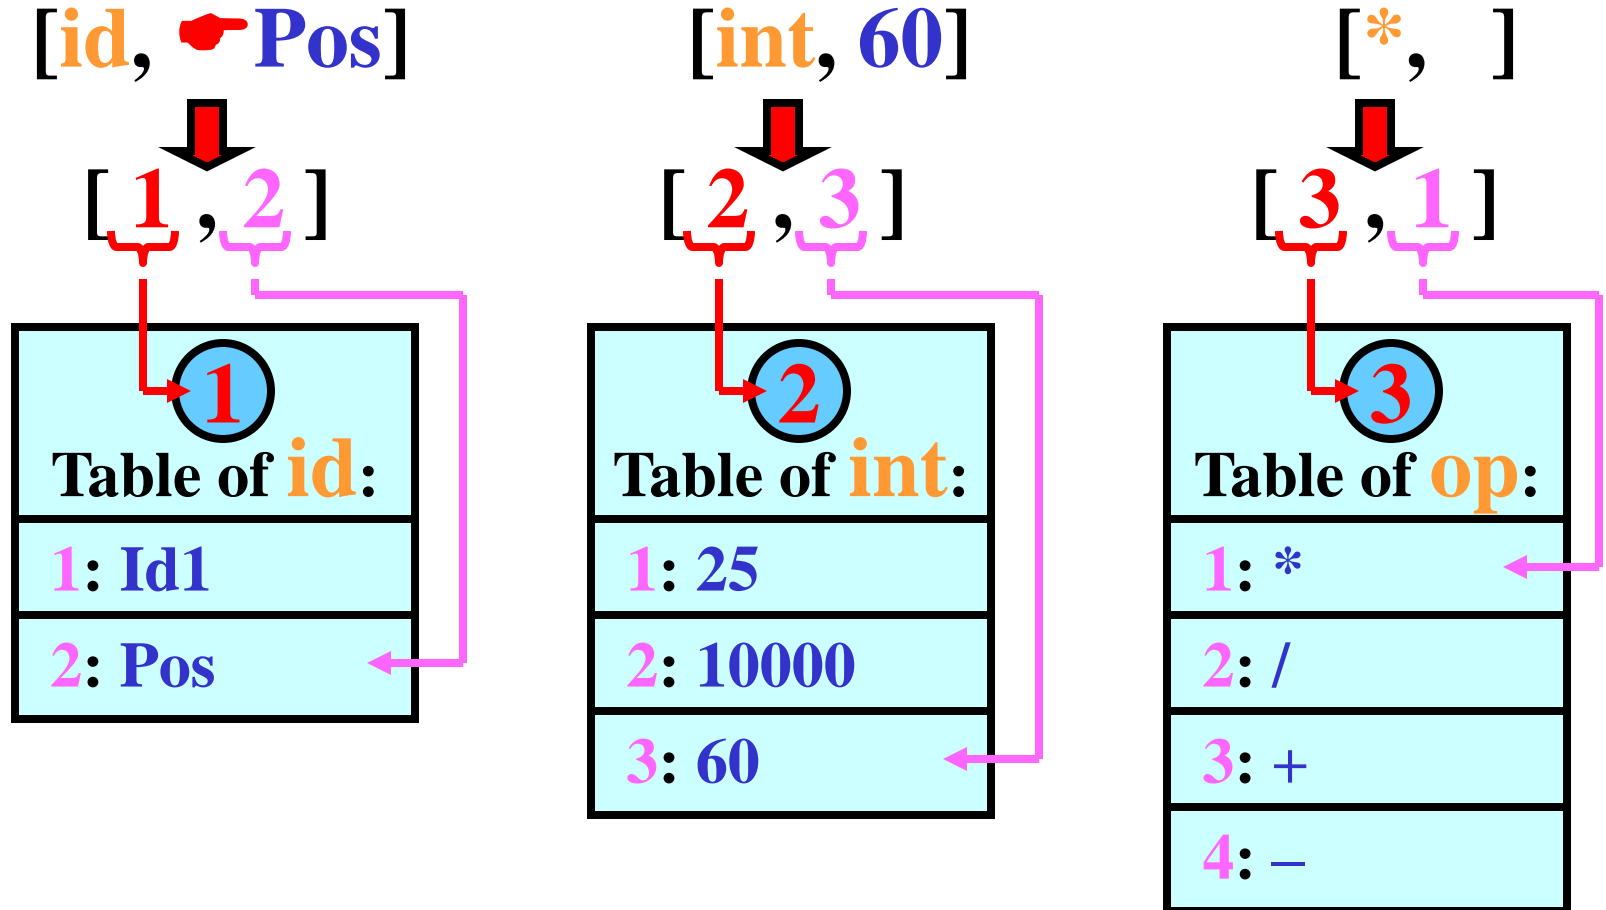 [id, ☛Pos]
[int, 60]
[*, ]
[ 1 , 2 ]
[ 2 , 3 ]
[ 3 , 1 ]
1
Table of id:
1: Id1
2: Pos
2
Table of int:
1: 25
2: 10000
3: 60
3
Table of op:
1: *
2: /
3: +
4: –